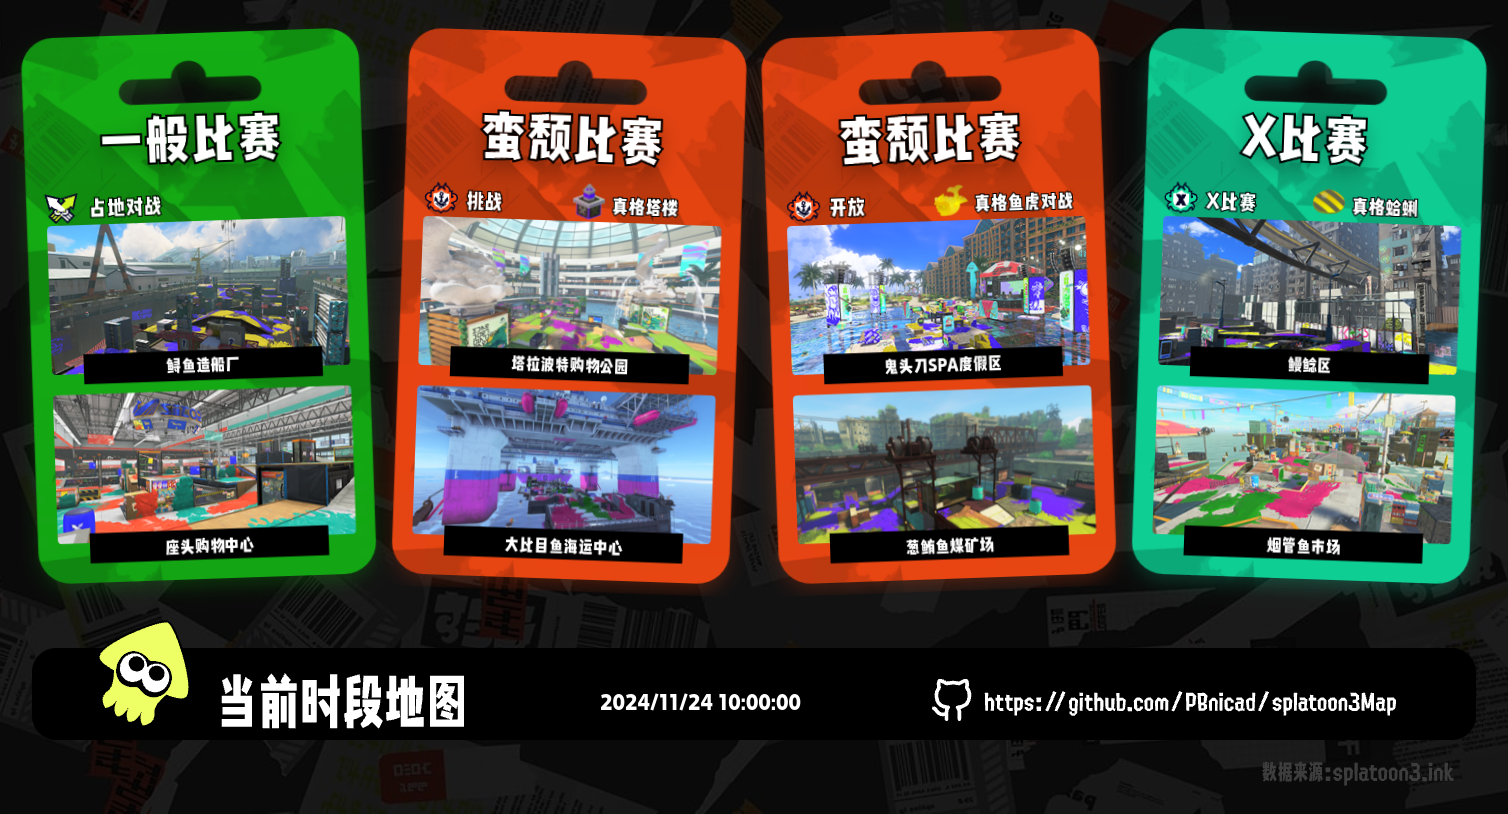 一般比赛
占地对战
鲟鱼造船厂
座头购物中心
蛮颓比赛
挑战
真格塔楼
塔拉波特购物公园
大比目鱼海运中心
蛮颓比赛
开放
真格鱼虎对战
鬼头刀SPA度假区
葱鲔鱼煤矿场
X比赛
X比赛
真格蛤蜊
鳗鲶区
烟管鱼市场
当前时段地图
2024/11/24 10:00:00
https://github.com/PBnicad/splatoon3Map
数据来源:splatoon3.ink